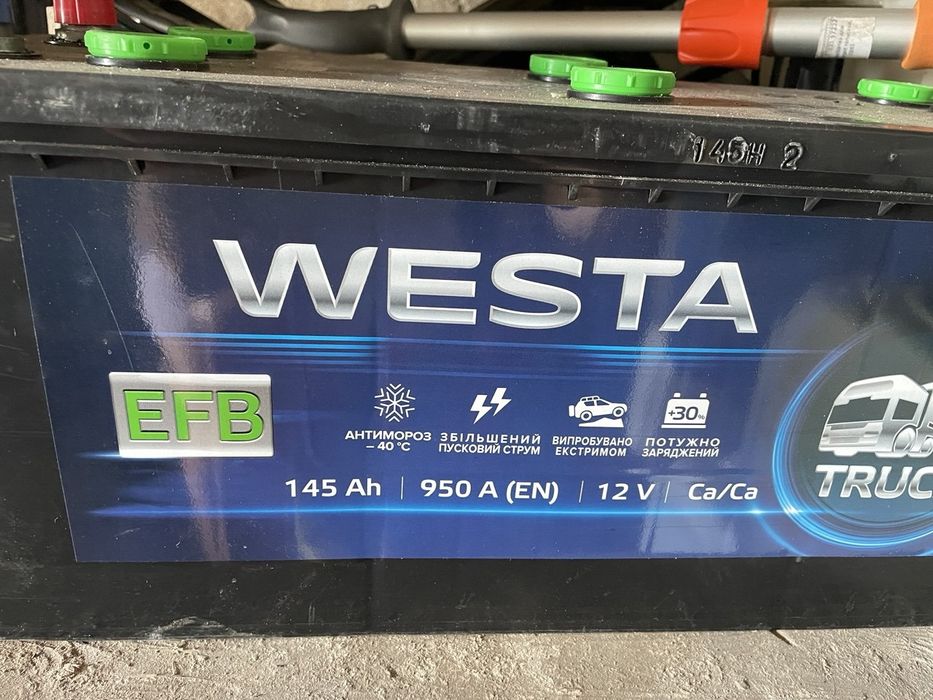 145H 2
WESTA
EFB
АНТИМОРОЗ
– 40 °C
ЗБІЛЬШЕНИЙ
ПУСКОВИЙ СТРУМ
ВИПРОБУВАНО
ЕКСТРИМОМ
+30%
ПОТУЖНО
ЗАРЯДЖЕНИЙ
145 Ah | 950 A (EN) | 12 V | Ca/Ca
TRUC